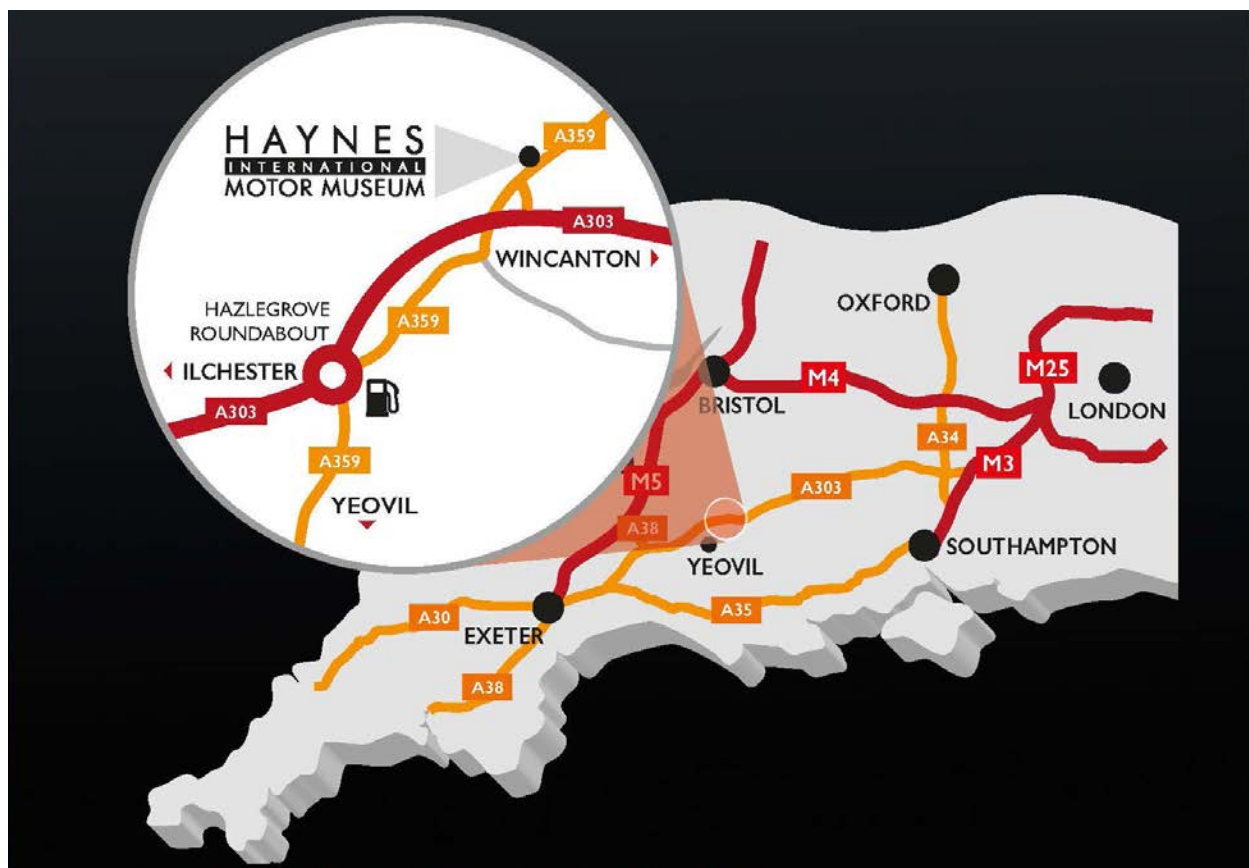 HAYNES
INTERNATIONAL
MOTOR MUSEUM
A359
A303
WINCANTON
HAZLEGROVE
ROUNDABOUT
A359
ILCHESTER
A303
A359
YEOVIL
OXFORD
M4
M25
BRISTOL
LONDON
A34
M3
M5
A303
A38
SOUTHAMPTON
YEOVIL
A30
A35
EXETER
A38